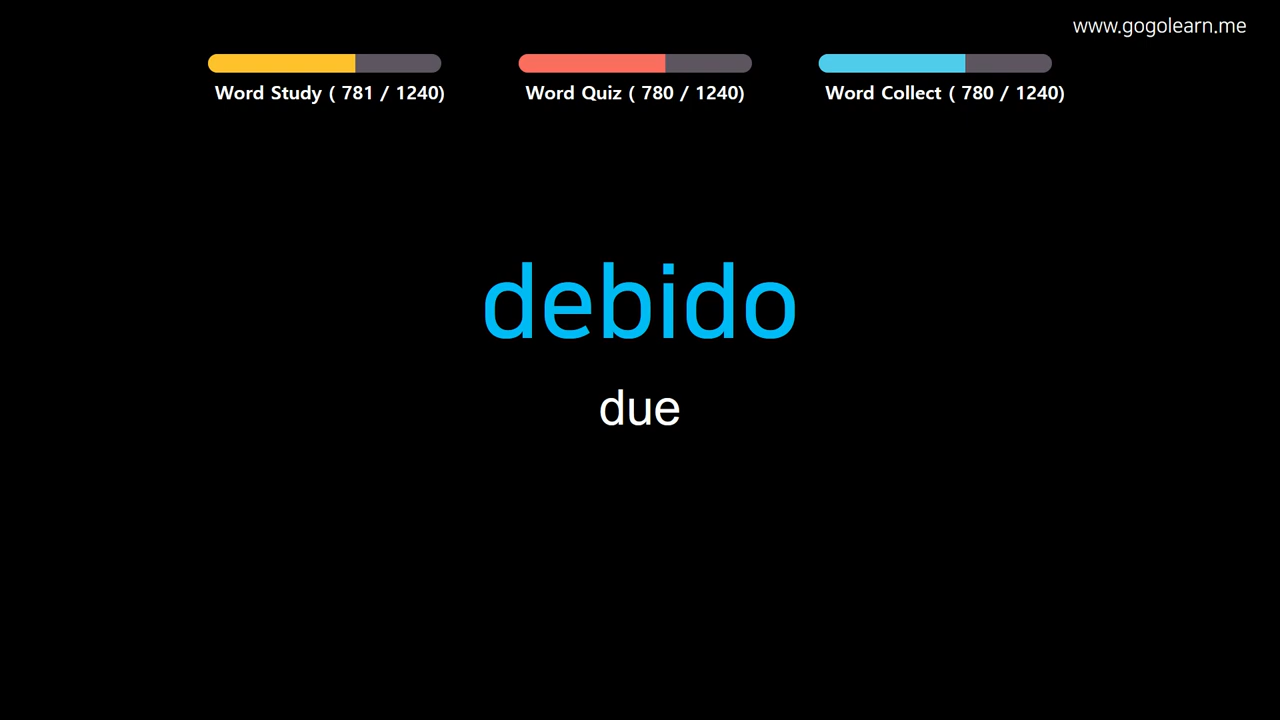 www.gogolearn.me
Word Study ( 781 / 1240)
Word Quiz ( 780 / 1240)
Word Collect ( 780 / 1240)
debido
due